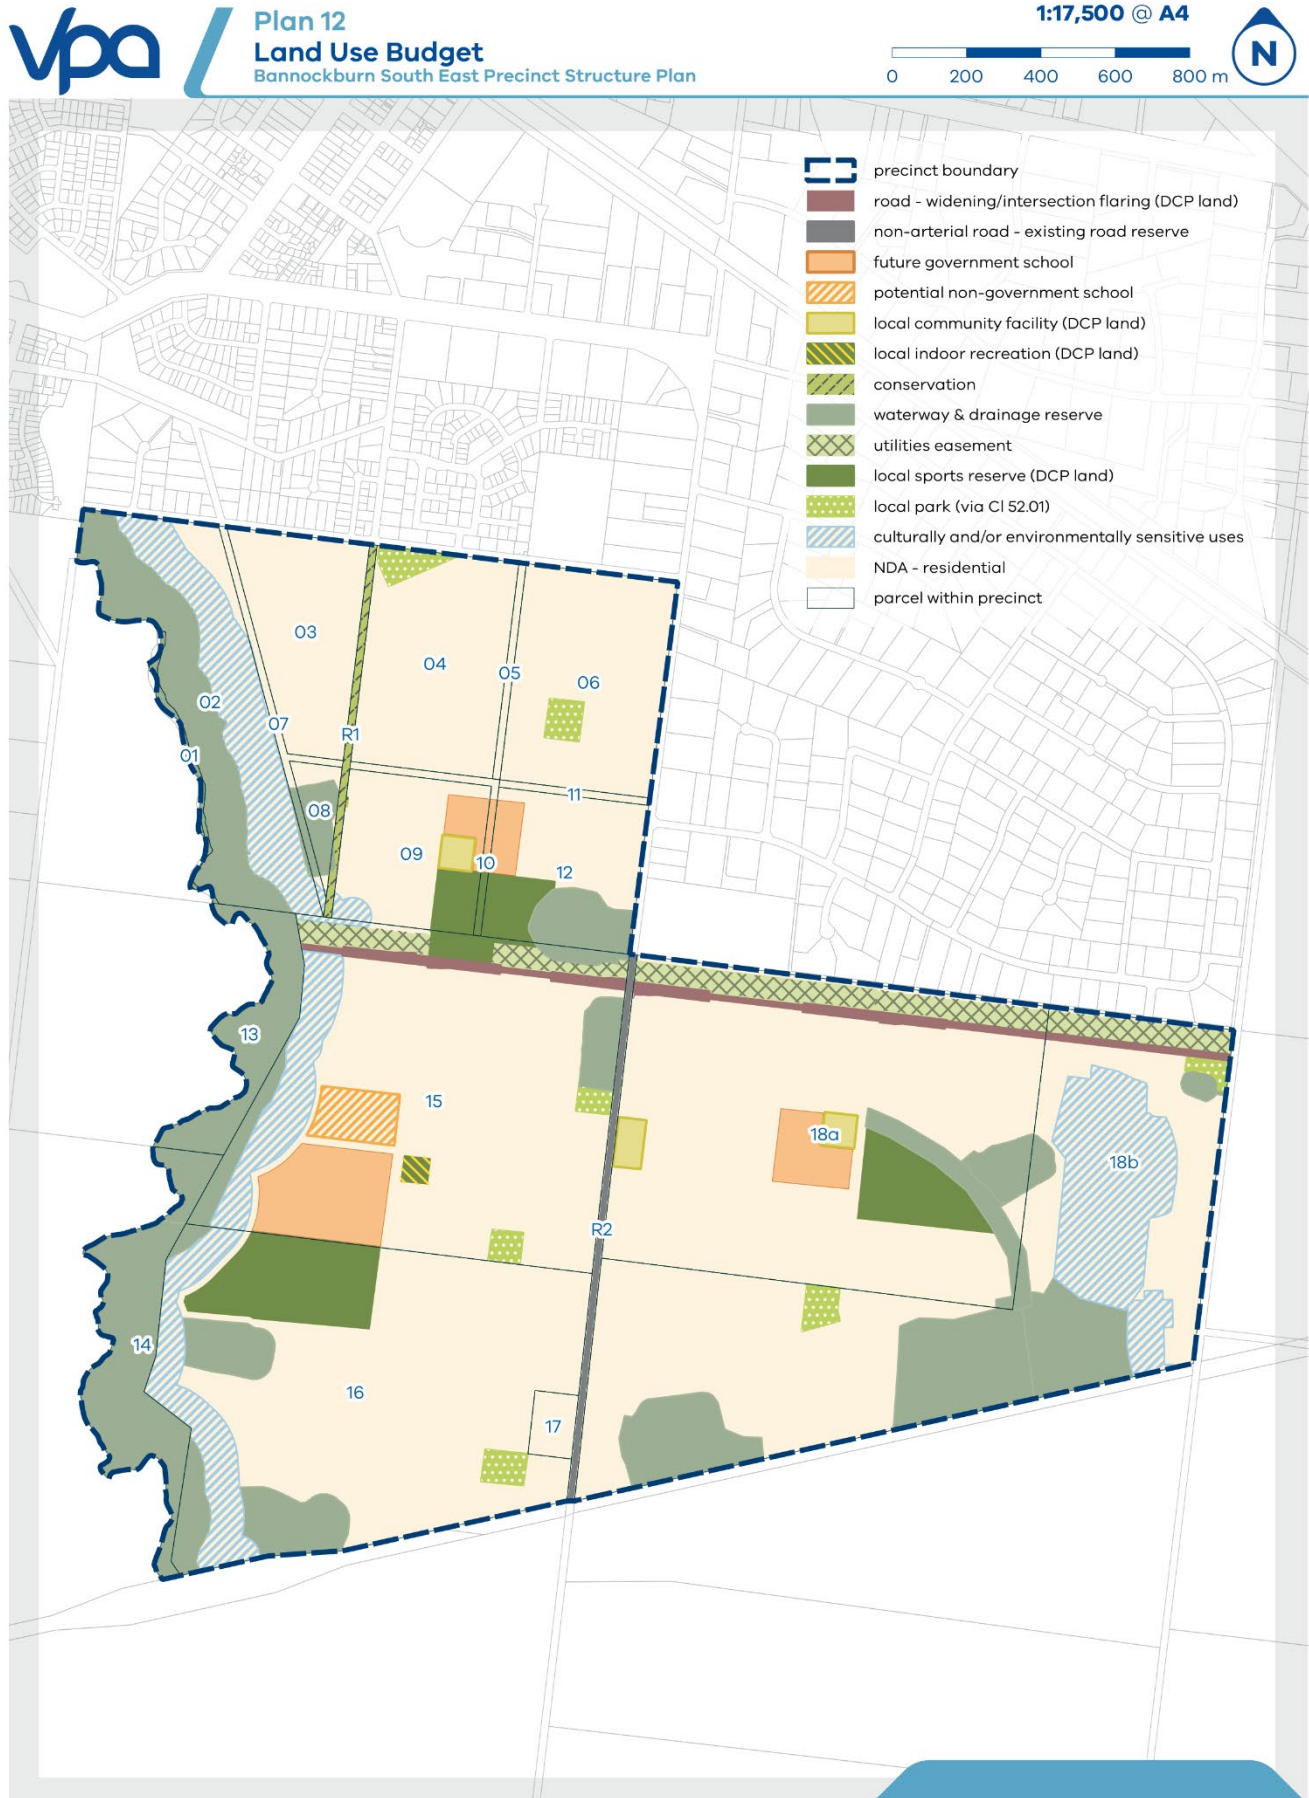 vpa
Plan 12
Land Use Budget
Bannockburn South East Precinct Structure Plan
1:17,500 @ A4
0 200 400 600 800 m
N
precinct boundary
road - widening/intersection flaring (DCP land)
non-arterial road - existing road reserve
future government school
potential non-government school
local community facility (DCP land)
local indoor recreation (DCP land)
conservation
waterway & drainage reserve
utilities easement
local sports reserve (DCP land)
local park (via Cl 52.01)
culturally and/or environmentally sensitive uses
NDA - residential
parcel within precinct
03
04
05
06
02
07
R1
01
11
08
09
10
12
13
15
18a
18b
R2
14
16
17